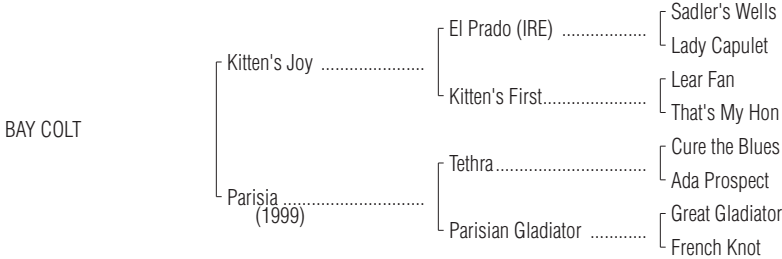 Sadler's Wells
El Prado (IRE) ..................
Lady Capulet
Kitten's Joy ......................
Lear Fan
Kitten's First......................
That's My Hon
BAY COLT
Cure the Blues
Tethra................................
Ada Prospect
Parisia ..............................
(1999)
Great Gladiator
Parisian Gladiator ............
French Knot